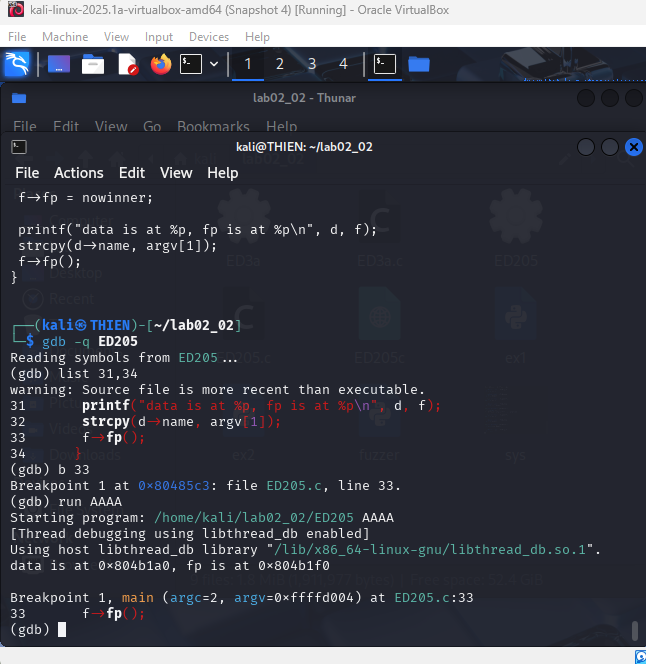 kali-linux-2025.1a-virtualbox-amd64 (Snapshot 4) [Running] - Oracle VirtualBox
File Machine View Input Devices Help
1 2 3 4
lab02_02 - Thunar
File Edit View Go Bookmarks Help
kali@THIEN: ~/lab02_02
File Actions Edit View Help
f→fp = nowinner;
printf("data is at %p, fp is at %p\n", d, f);
strcpy(d→name, argv[1]);
f→fp();
}
┌──(kali㉿THIEN)-[~/lab02_02]
└─$ gdb -q ED205
Reading symbols from ED205...
(gdb) list 31,34
warning: Source file is more recent than executable.
31 printf("data is at %p, fp is at %p\n", d, f);
32 strcpy(d→name, argv[1]);
33 f→fp();
34 }
(gdb) b 33
Breakpoint 1 at 0×80485c3: file ED205.c, line 33.
(gdb) run AAAA
Starting program: /home/kali/lab02_02/ED205 AAAA
[Thread debugging using libthread_db enabled]
Using host libthread_db library "/lib/x86_64-linux-gnu/libthread_db.so.1".
data is at 0×804b1a0, fp is at 0×804b1f0
Breakpoint 1, main (argc=2, argv=0×ffffd004) at ED205.c:33
33 f→fp();
(gdb)